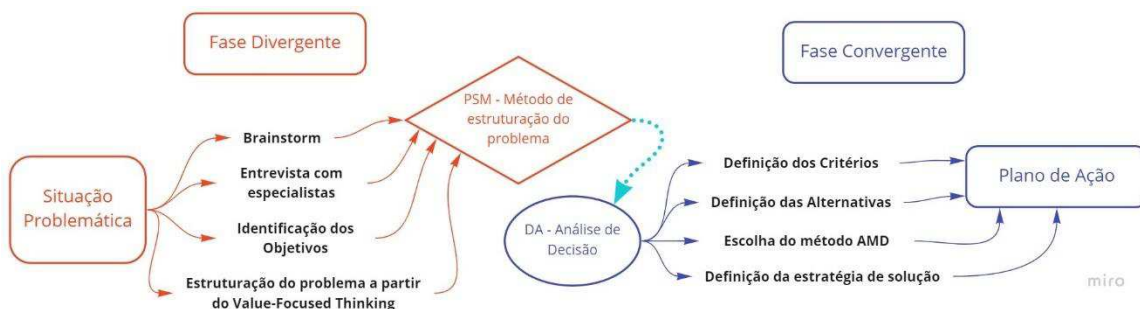 Fase Divergente
Fase Convergente
PSM - Método de
estruturação do
problema
Brainstorm
Entrevista com
especialistas
Identificação dos
Objetivos
Estruturação do problema a partir
do Value-Focused Thinking
Situação
Problemática
DA - Análise de
Decisão
Definição dos Critérios
Definição das Alternativas
Escolha do método AMD
Definição da estratégia de solução
Plano de Ação
miro